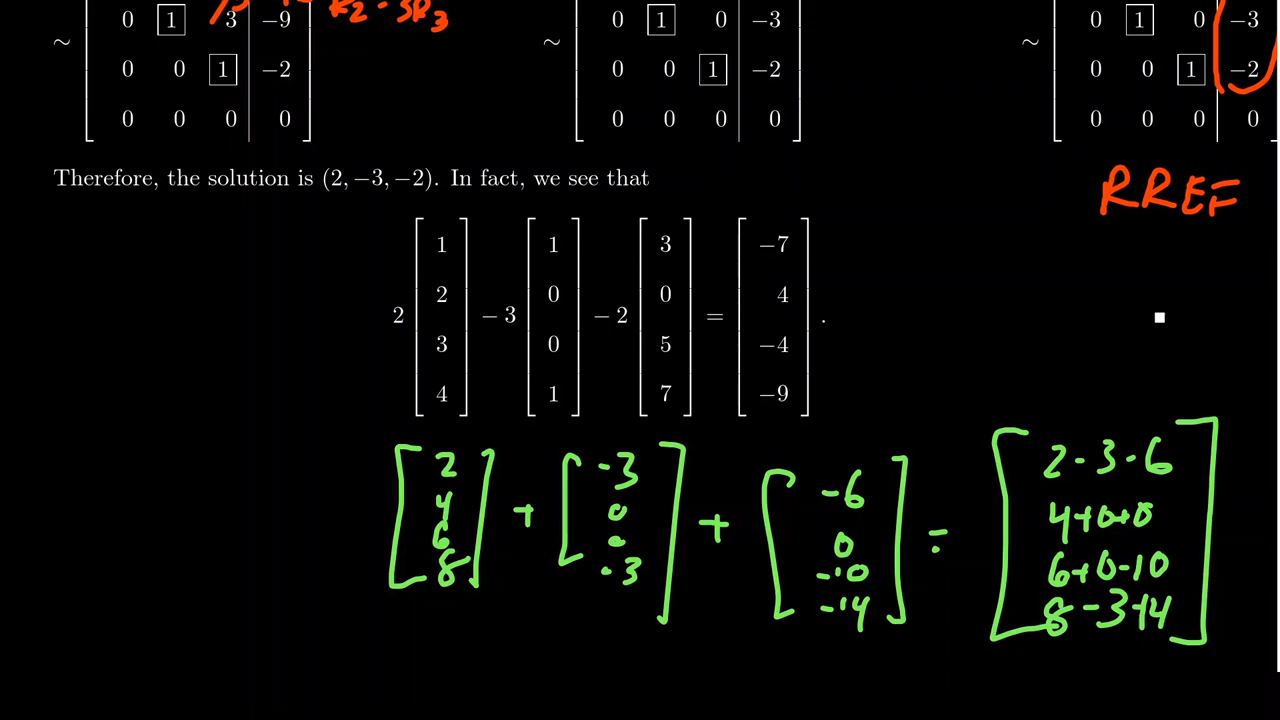 ~ [ 0 1 3 | -9 R2 - 3R3 ~ [ 0 1 0 | -3 ~ [ 0 1 0 | -3
0 0 1 | -2 ] 0 0 1 | -2 ] 0 0 1 | -2
0 0 0 | 0 ] 0 0 0 | 0 ] 0 0 0 | 0
Therefore, the solution is (2, −3, −2). In fact, we see that
RREF
2 [1 2 3 4] − 3 [1 0 0 1] − 2 [3 0 5 7] = [−7 4 −4 −9] .
[2 4 6 8] + [-3 0 0 -3] + [-6 0 -10 -14] = [2-3-6 4+0+0 6+0-10 8-3-14]